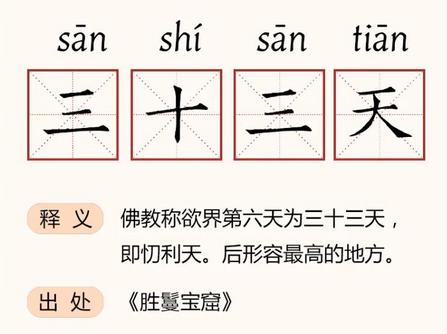 sān shí sān tiān
三十三天
释义 佛教称欲界第六天为三十三天，
即忉利天。后形容最高的地方。
出处 《胜鬘宝窟》